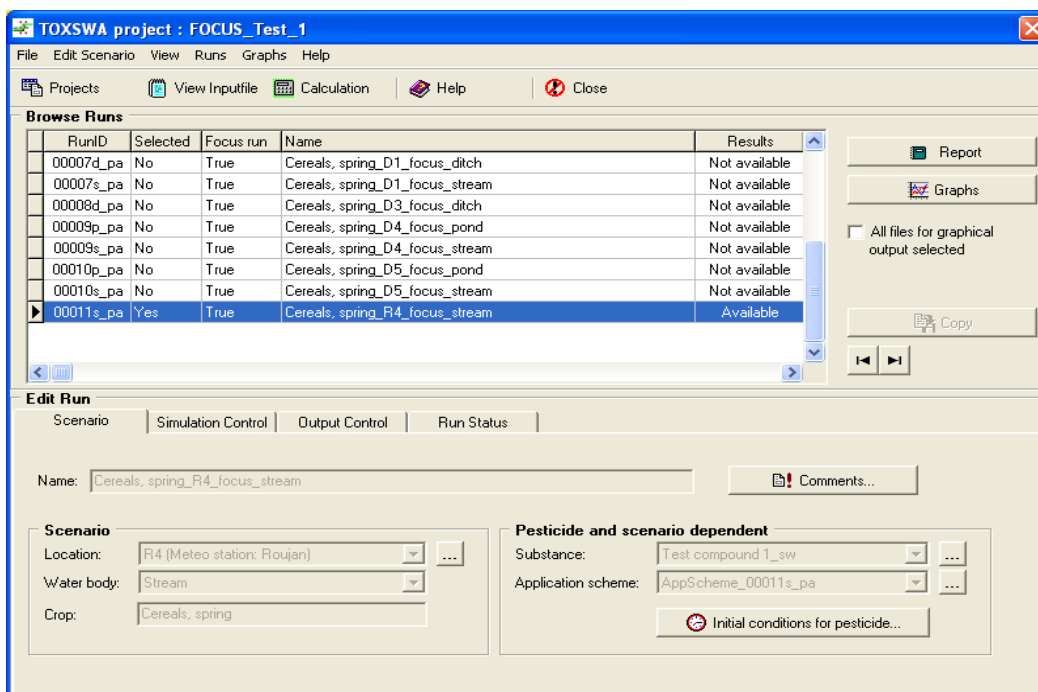 TOXSWA project : FOCUS_Test_1
File Edit Scenario View Runs Graphs Help
Projects View Inputfile Calculation Help Close
Browse Runs
RunID Selected Focus run Name Results
00007d_pa No True Cereals, spring_D1_focus_ditch Not available
00007s_pa No True Cereals, spring_D1_focus_stream Not available
00008d_pa No True Cereals, spring_D3_focus_ditch Not available
00009p_pa No True Cereals, spring_D4_focus_pond Not available
00009s_pa No True Cereals, spring_D4_focus_stream Not available
00010p_pa No True Cereals, spring_D5_focus_pond Not available
00010s_pa No True Cereals, spring_D5_focus_stream Not available
00011s_pa Yes True Cereals, spring_R4_focus_stream Available
Report
Graphs
All files for graphical
output selected
Copy
Edit Run
Scenario Simulation Control Output Control Run Status
Name: Cereals, spring_R4_focus_stream Comments...
Scenario
Location: R4 (Meteo station: Roujan) ...
Water body: Stream
Crop: Cereals, spring
Pesticide and scenario dependent
Substance: Test compound 1_sw ...
Application scheme: AppScheme_00011s_pa ...
Initial conditions for pesticide...